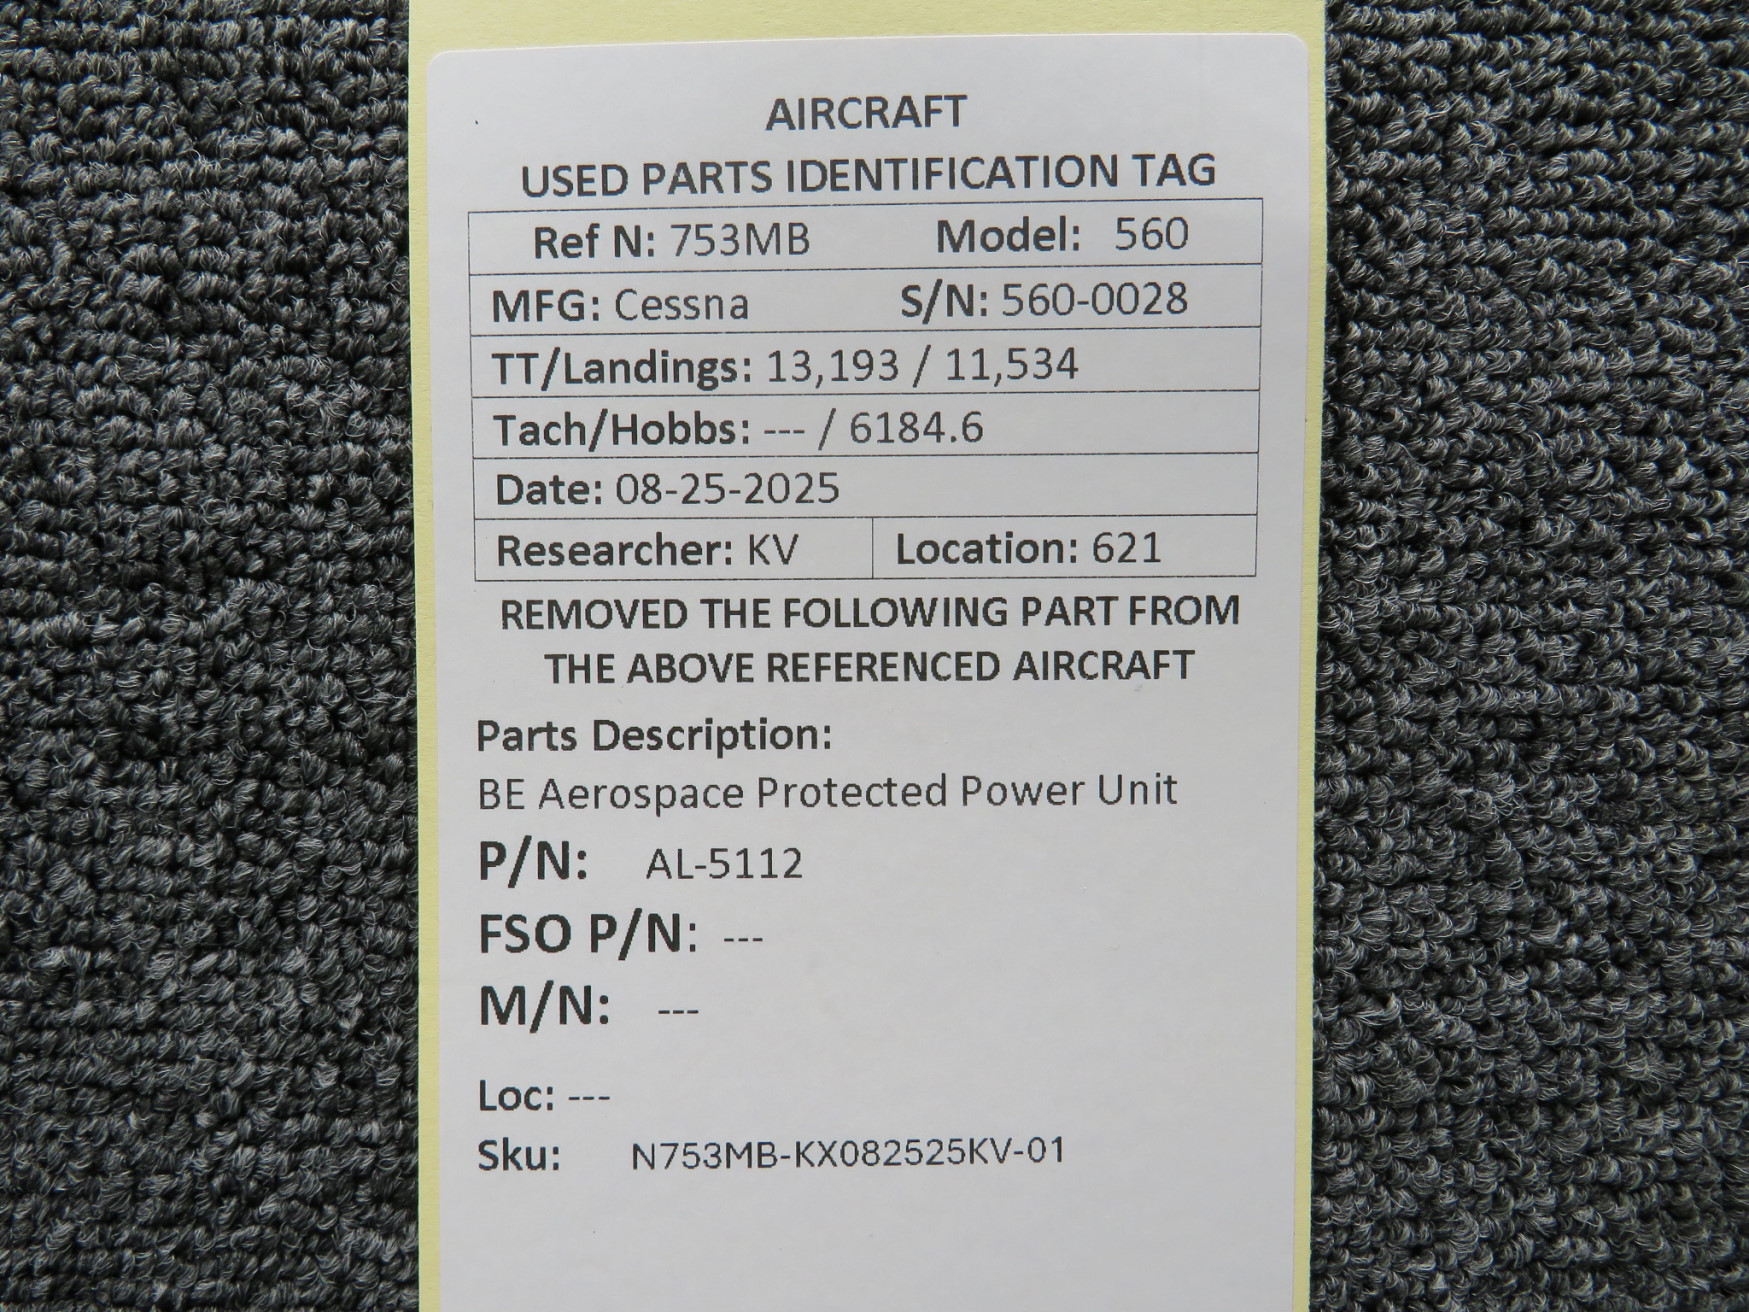 AIRCRAFT
USED PARTS IDENTIFICATION TAG
Ref N: 753MB Model: 560
MFG: Cessna S/N: 560-0028
TT/Landings: 13,193 / 11,534
Tach/Hobbs: --- / 6184.6
Date: 08-25-2025
Researcher: KV Location: 621
REMOVED THE FOLLOWING PART FROM
THE ABOVE REFERENCED AIRCRAFT
Parts Description:
BE Aerospace Protected Power Unit
P/N: AL-5112
FSO P/N: ---
M/N: ---
Loc: ---
Sku: N753MB-KX082525KV-01